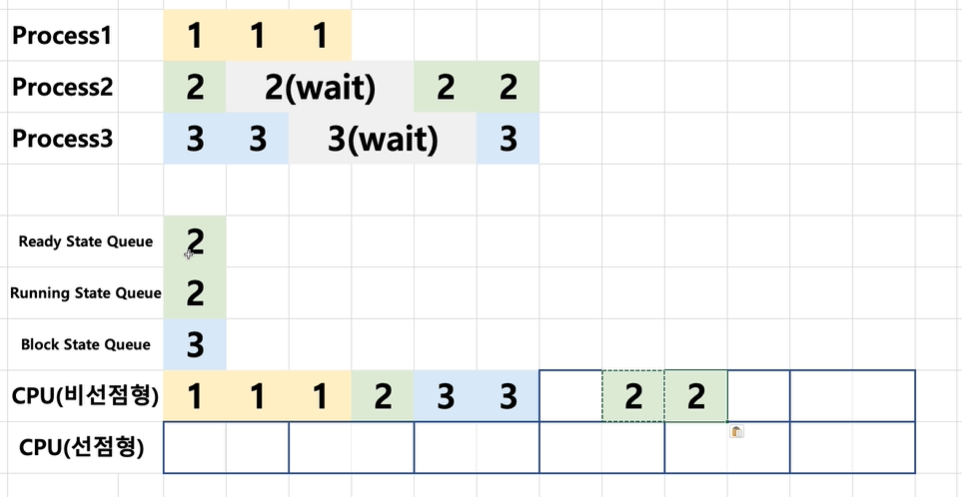 Process1 1 1 1
Process2 2 2(wait) 2 2
Process3 3 3 3(wait) 3
Ready State Queue 2
Running State Queue 2
Block State Queue 3
CPU(비선점형) 1 1 1 2 3 3 2 2
CPU(선점형)